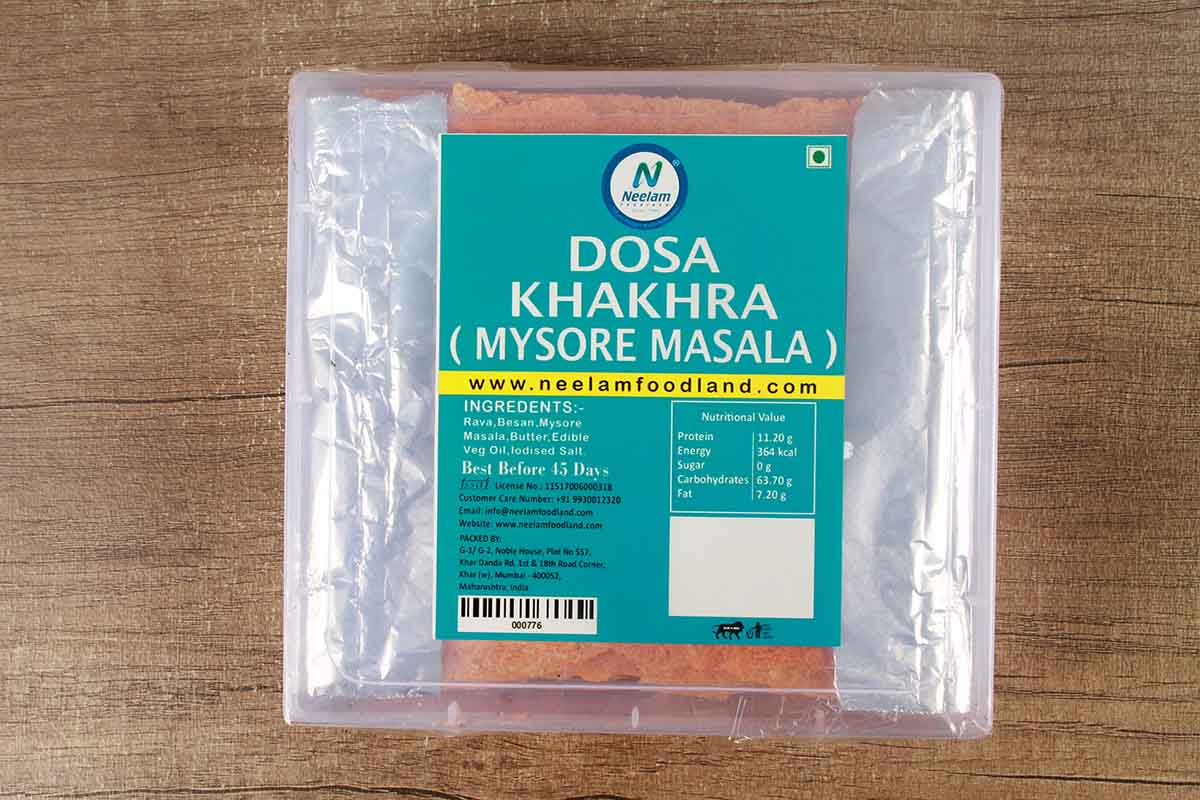 N
Neelam
®
DOSA
KHAKHRA
( MYSORE MASALA )
www.neelamfoodland.com
INGREDENTS:-
Rava,Besan,Mysore
Masala,Butter,Edible
Veg Oil,Iodised Salt.
Best Before 45 Days
fssai License No.: 11517006000318
Customer Care Number: +91 9930012320
Email: info@neelamfoodland.com
Website: www.neelamfoodland.com
PACKED BY:
G-1/ G-2, Noble House, Plot No 557,
Khar Danda Rd, 1st & 18th Road Corner,
Khar (w), Mumbai - 400052,
Maharashtra, India
000776
Nutritional Value
Protein 11.20 g
Energy 364 kcal
Sugar 0 g
Carbohydrates 63.70 g
Fat 7.20 g